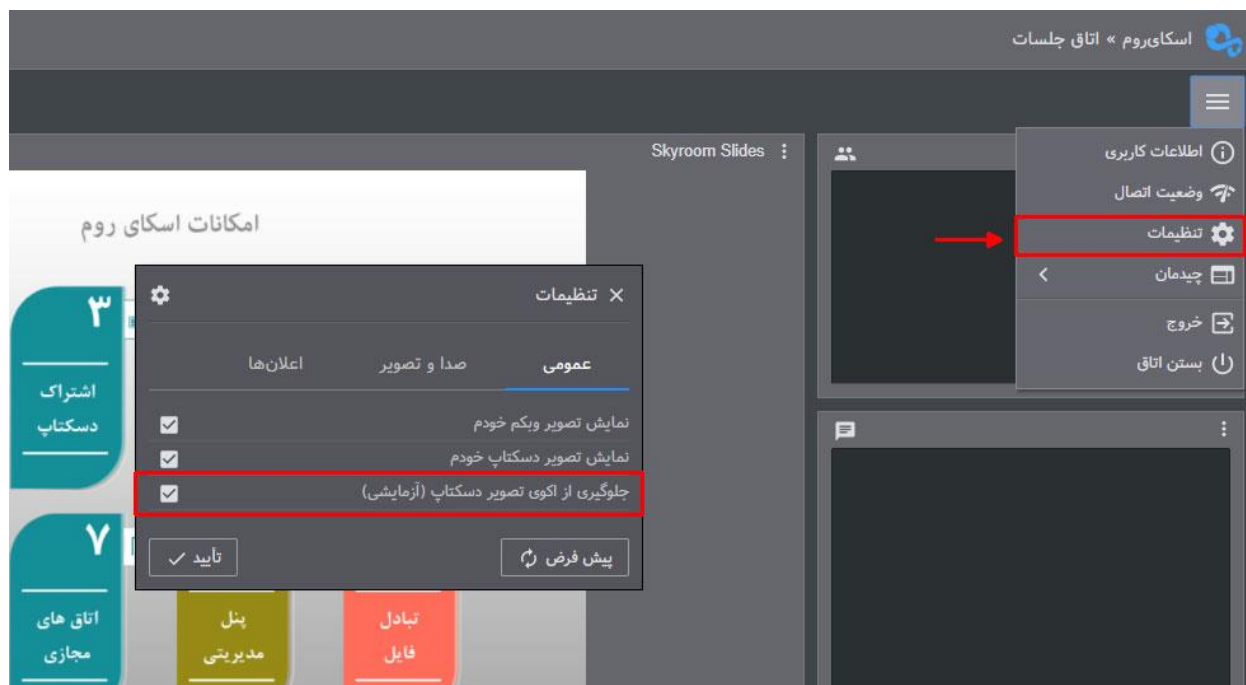 اسکای‌روم » اتاق جلسات
اطلاعات کاربری
وضعیت اتصال
تنظیمات
چیدمان
خروج
بستن اتاق
Skyroom Slides
امکانات اسکای روم
تنظیمات
عمومی صدا و تصویر اعلان‌ها
نمایش تصویر وبکم خودم
نمایش تصویر دسکتاپ خودم
جلوگیری از اکوی تصویر دسکتاپ (آزمایشی)
پیش فرض تأیید
۳
اشتراک
دسکتاپ
تبادل
فایل
پنل
مدیریتی
۷
اتاق های
مجازی